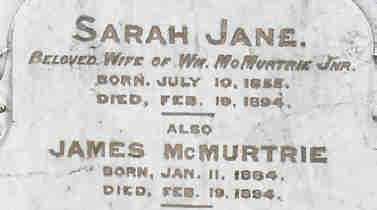 SARAH JANE.
BELOVED WIFE OF WM. MCMURTRIE JNR.
BORN. JULY 10, 1858.
DIED, FEB. 19, 1894.
ALSO
JAMES MCMURTRIE
BORN, JAN. 11. 1884.
DIED, FEB. 19. 1894.